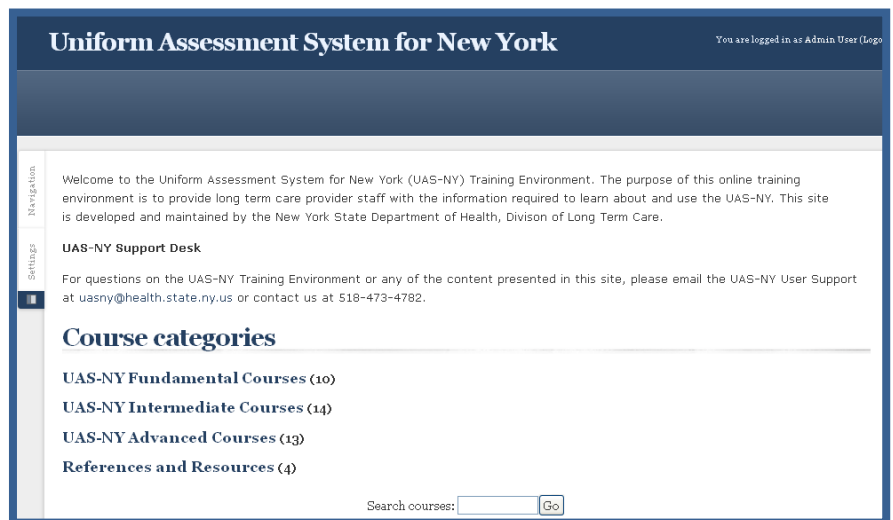 Uniform Assessment System for New York
You are logged in as Admin User (Logo
Navigation
Settings
Welcome to the Uniform Assessment System for New York (UAS-NY) Training Environment. The purpose of this online training
environment is to provide long term care provider staff with the information required to learn about and use the UAS-NY. This site
is developed and maintained by the New York State Department of Health, Divison of Long Term Care.
UAS-NY Support Desk
For questions on the UAS-NY Training Environment or any of the content presented in this site, please email the UAS-NY User Support
at uasny@health.state.ny.us or contact us at 518-473-4782.
Course categories
UAS-NY Fundamental Courses (10)
UAS-NY Intermediate Courses (14)
UAS-NY Advanced Courses (13)
References and Resources (4)
Search courses: Go